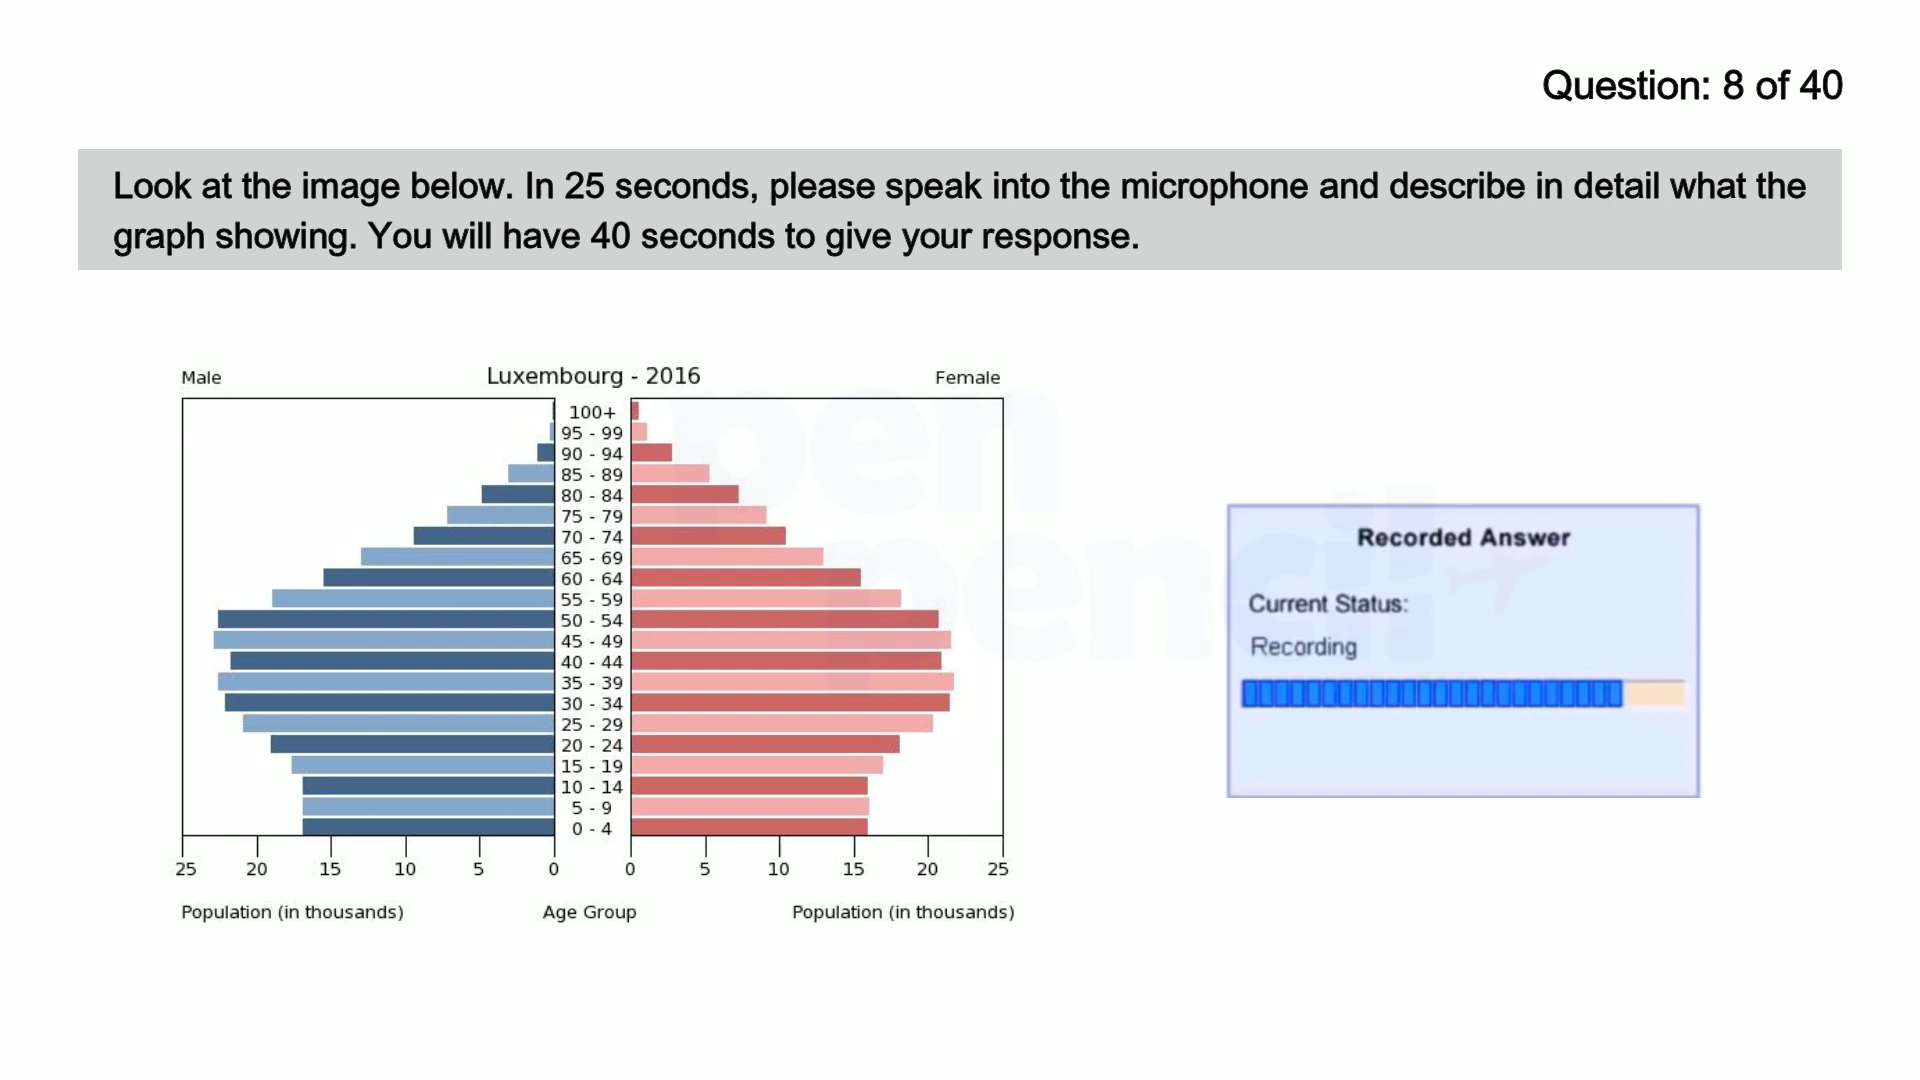 Question: 8 of 40
Look at the image below. In 25 seconds, please speak into the microphone and describe in detail what the
graph showing. You will have 40 seconds to give your response.
Male Luxembourg - 2016 Female
100+
95 - 99
90 - 94
85 - 89
80 - 84
75 - 79
70 - 74
65 - 69
60 - 64
55 - 59
50 - 54
45 - 49
40 - 44
35 - 39
30 - 34
25 - 29
20 - 24
15 - 19
10 - 14
5 - 9
0 - 4
25 20 15 10 5 0 0 5 10 15 20 25
Population (in thousands) Age Group Population (in thousands)
Recorded Answer
Current Status:
Recording
pen
pencil